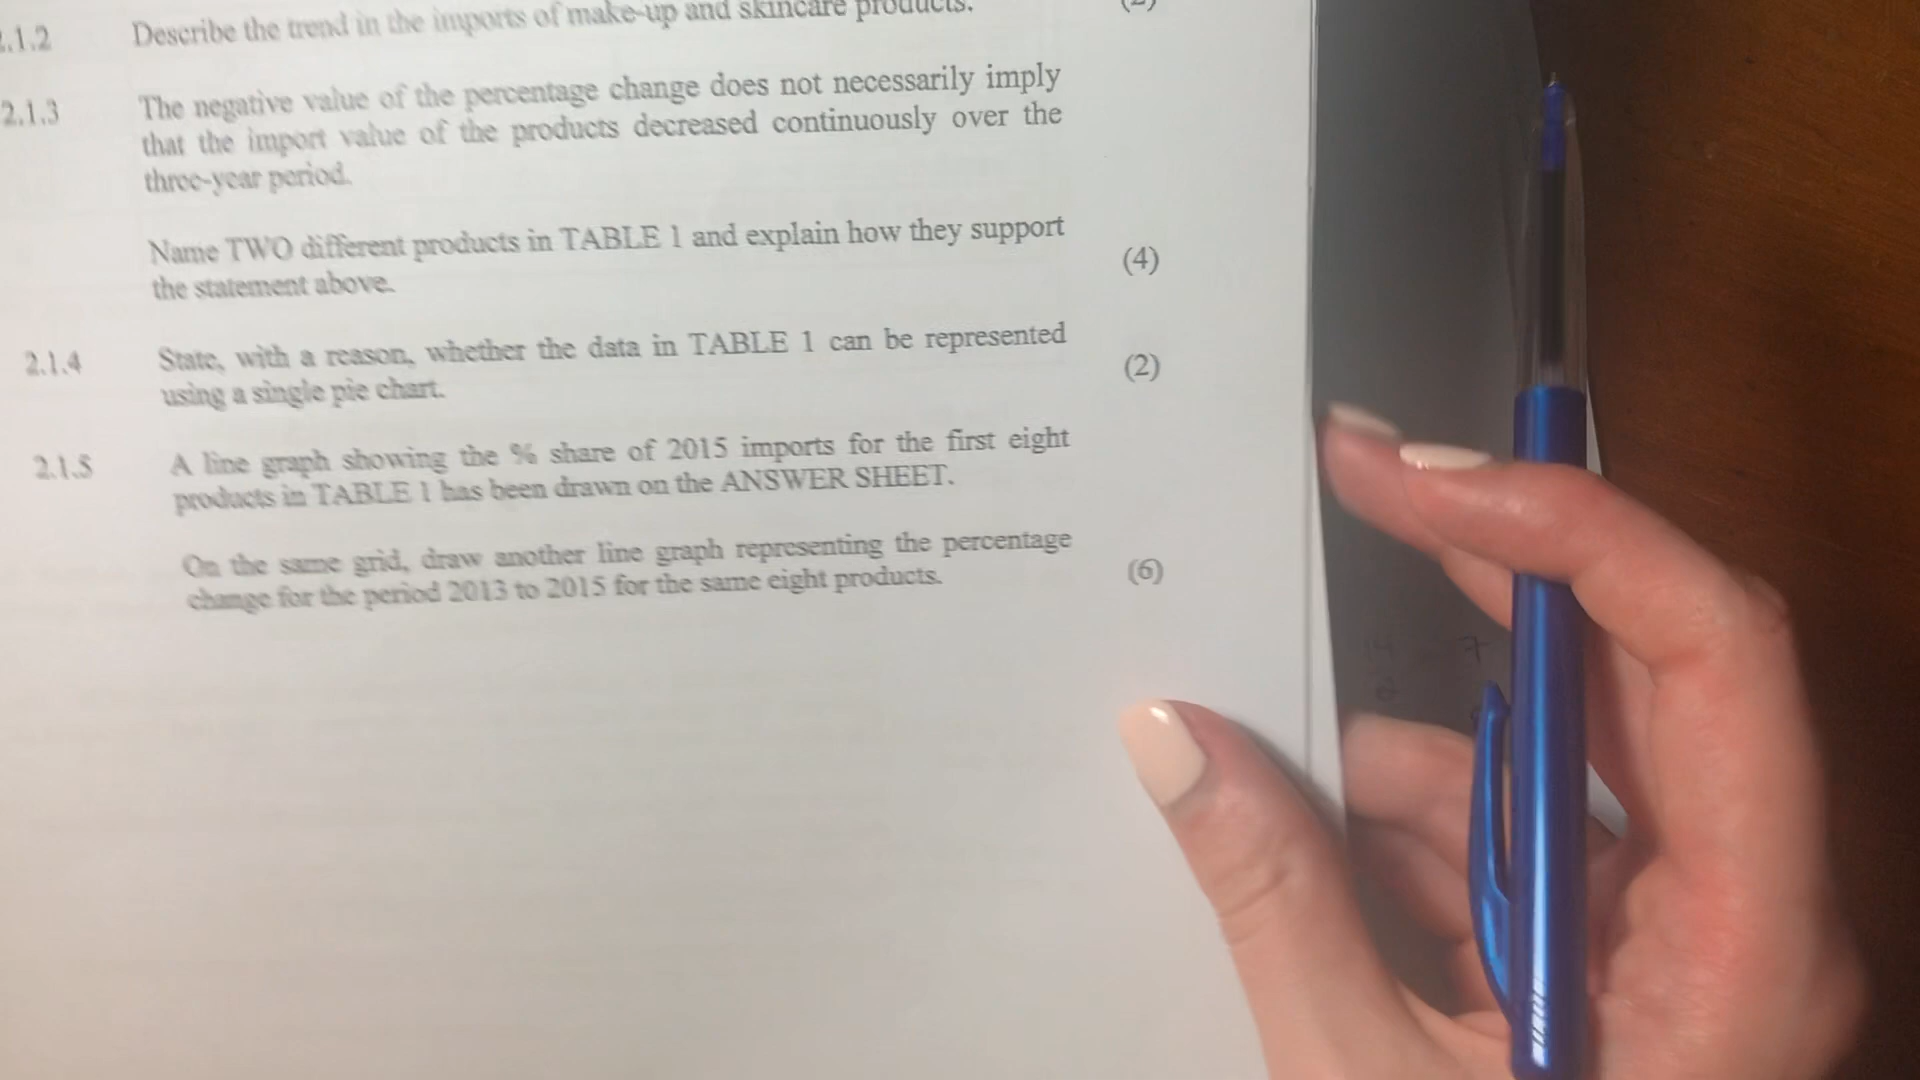 .1.2 Describe the trend in the imports of make-up and skincare products. (2)
2.1.3 The negative value of the percentage change does not necessarily imply
that the import value of the products decreased continuously over the
three-year period.
Name TWO different products in TABLE 1 and explain how they support
the statement above. (4)
2.1.4 State, with a reason, whether the data in TABLE 1 can be represented
using a single pie chart. (2)
2.1.5 A line graph showing the % share of 2015 imports for the first eight
products in TABLE 1 has been drawn on the ANSWER SHEET.
On the same grid, draw another line graph representing the percentage
change for the period 2013 to 2015 for the same eight products. (6)
14 7